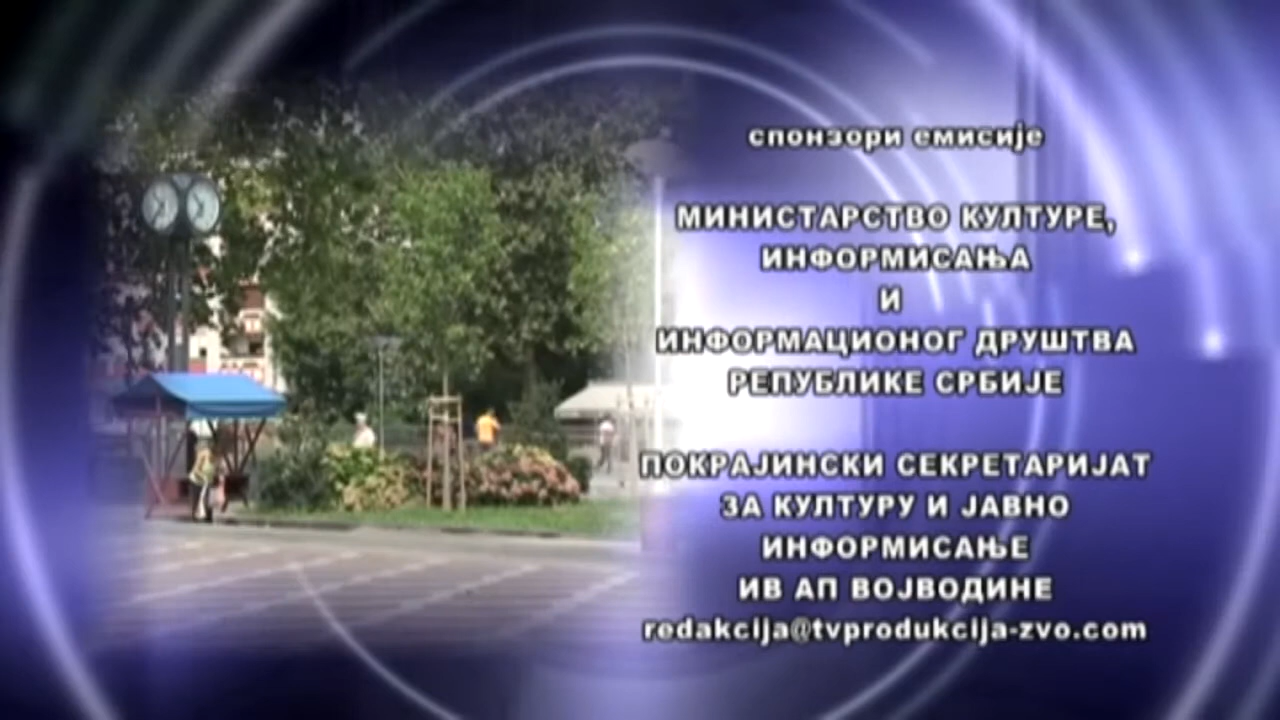 спонзори емисије
МИНИСТАРСТВО КУЛТУРЕ,
ИНФОРМИСАЊА
И
ИНФОРМАЦИОНОГ ДРУШТВА
РЕПУБЛИКЕ СРБИЈЕ
ПОКРАЈИНСКИ СЕКРЕТАРИЈАТ
ЗА КУЛТУРУ И ЈАВНО
ИНФОРМИСАЊЕ
ИВ АП ВОЈВОДИНЕ
redakcija@tvprodukcija-zvo.com